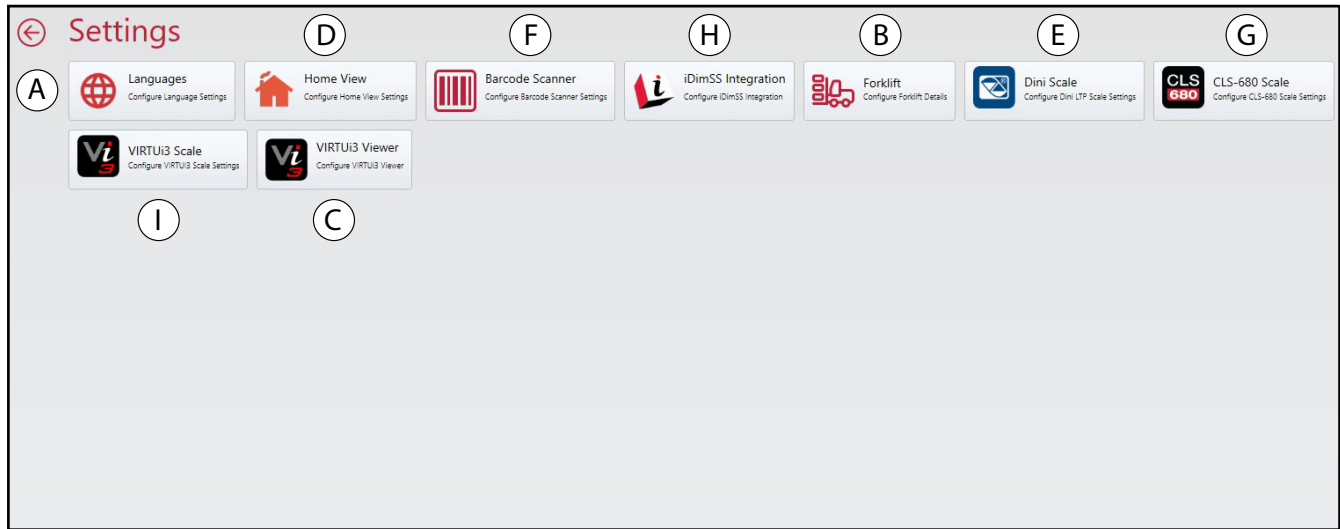 Settings
D F H B E G
A
Languages
Configure Language Settings
Home View
Configure Home View Settings
Barcode Scanner
Configure Barcode Scanner Settings
i
iDimSS Integration
Configure iDimSS Integration
Forklift
Configure Forklift Details
Dini Scale
Configure Dini LTP Scale Settings
CLS
680
CLS-680 Scale
Configure CLS-680 Scale Settings
Vi
3
VIRTUi3 Scale
Configure VIRTUi3 Scale Settings
Vi
3
VIRTUi3 Viewer
Configure VIRTUi3 Viewer
I C